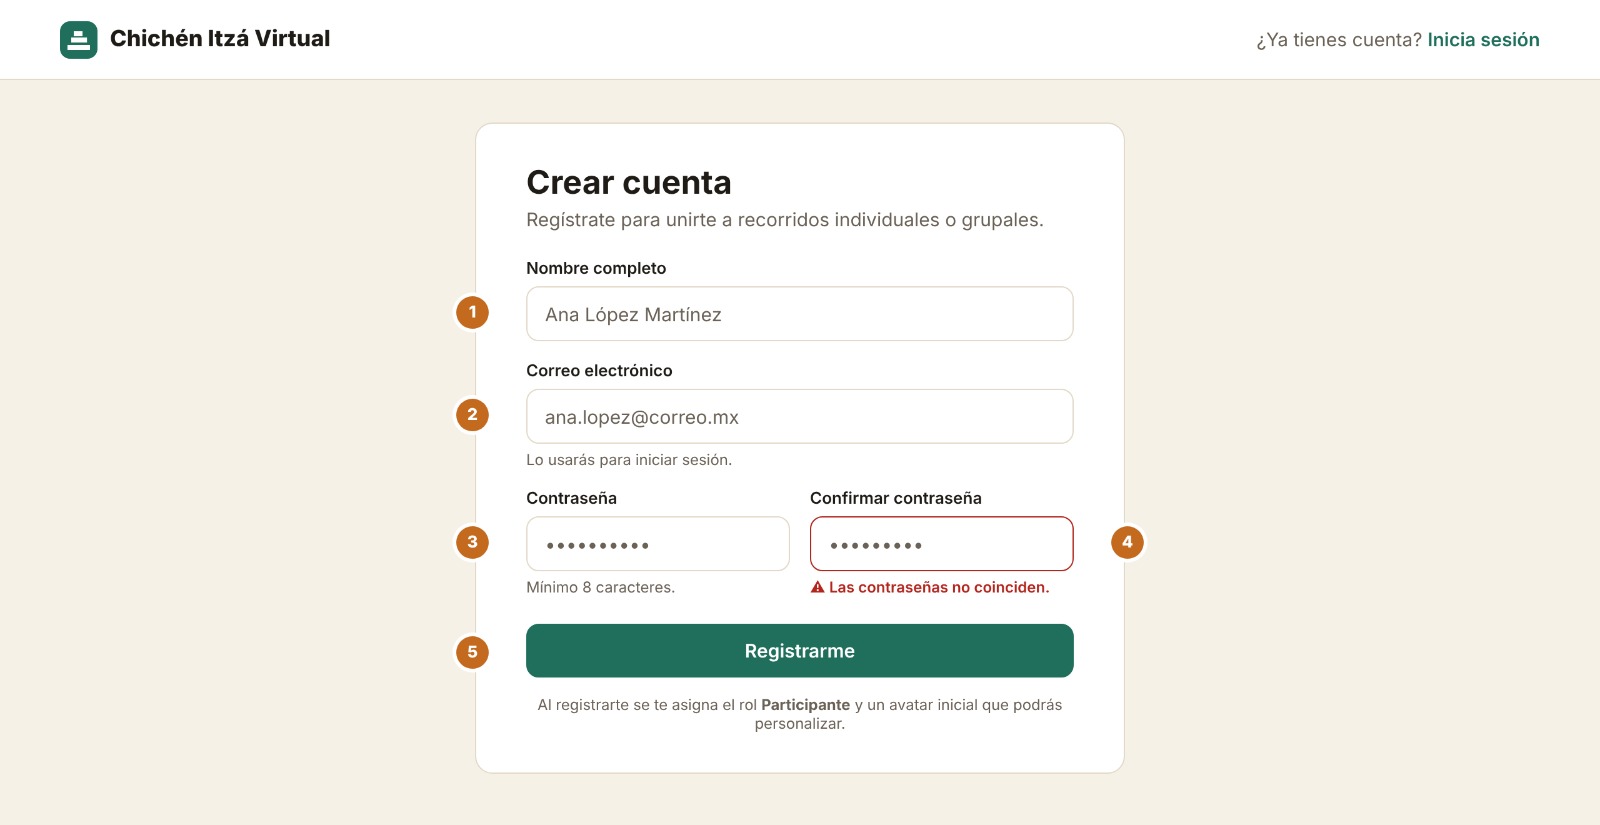 Chichén Itzá Virtual
¿Ya tienes cuenta? Inicia sesión
Crear cuenta
Regístrate para unirte a recorridos individuales o grupales.
Nombre completo
1
Ana López Martínez
Correo electrónico
2
ana.lopez@correo.mx
Lo usarás para iniciar sesión.
Contraseña
Confirmar contraseña
3
••••••••••
•••••••••
4
Mínimo 8 caracteres.
Las contraseñas no coinciden.
5
Registrarme
Al registrarte se te asigna el rol Participante y un avatar inicial que podrás
personalizar.